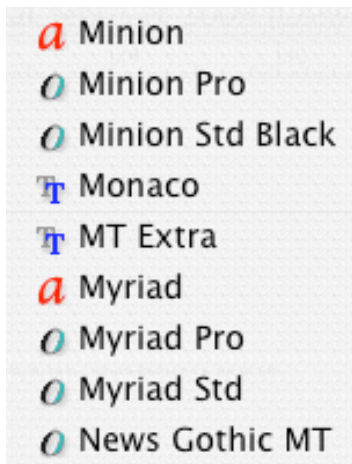 Minion
Minion Pro
Minion Std Black
Monaco
MT Extra
Myriad
Myriad Pro
Myriad Std
News Gothic MT